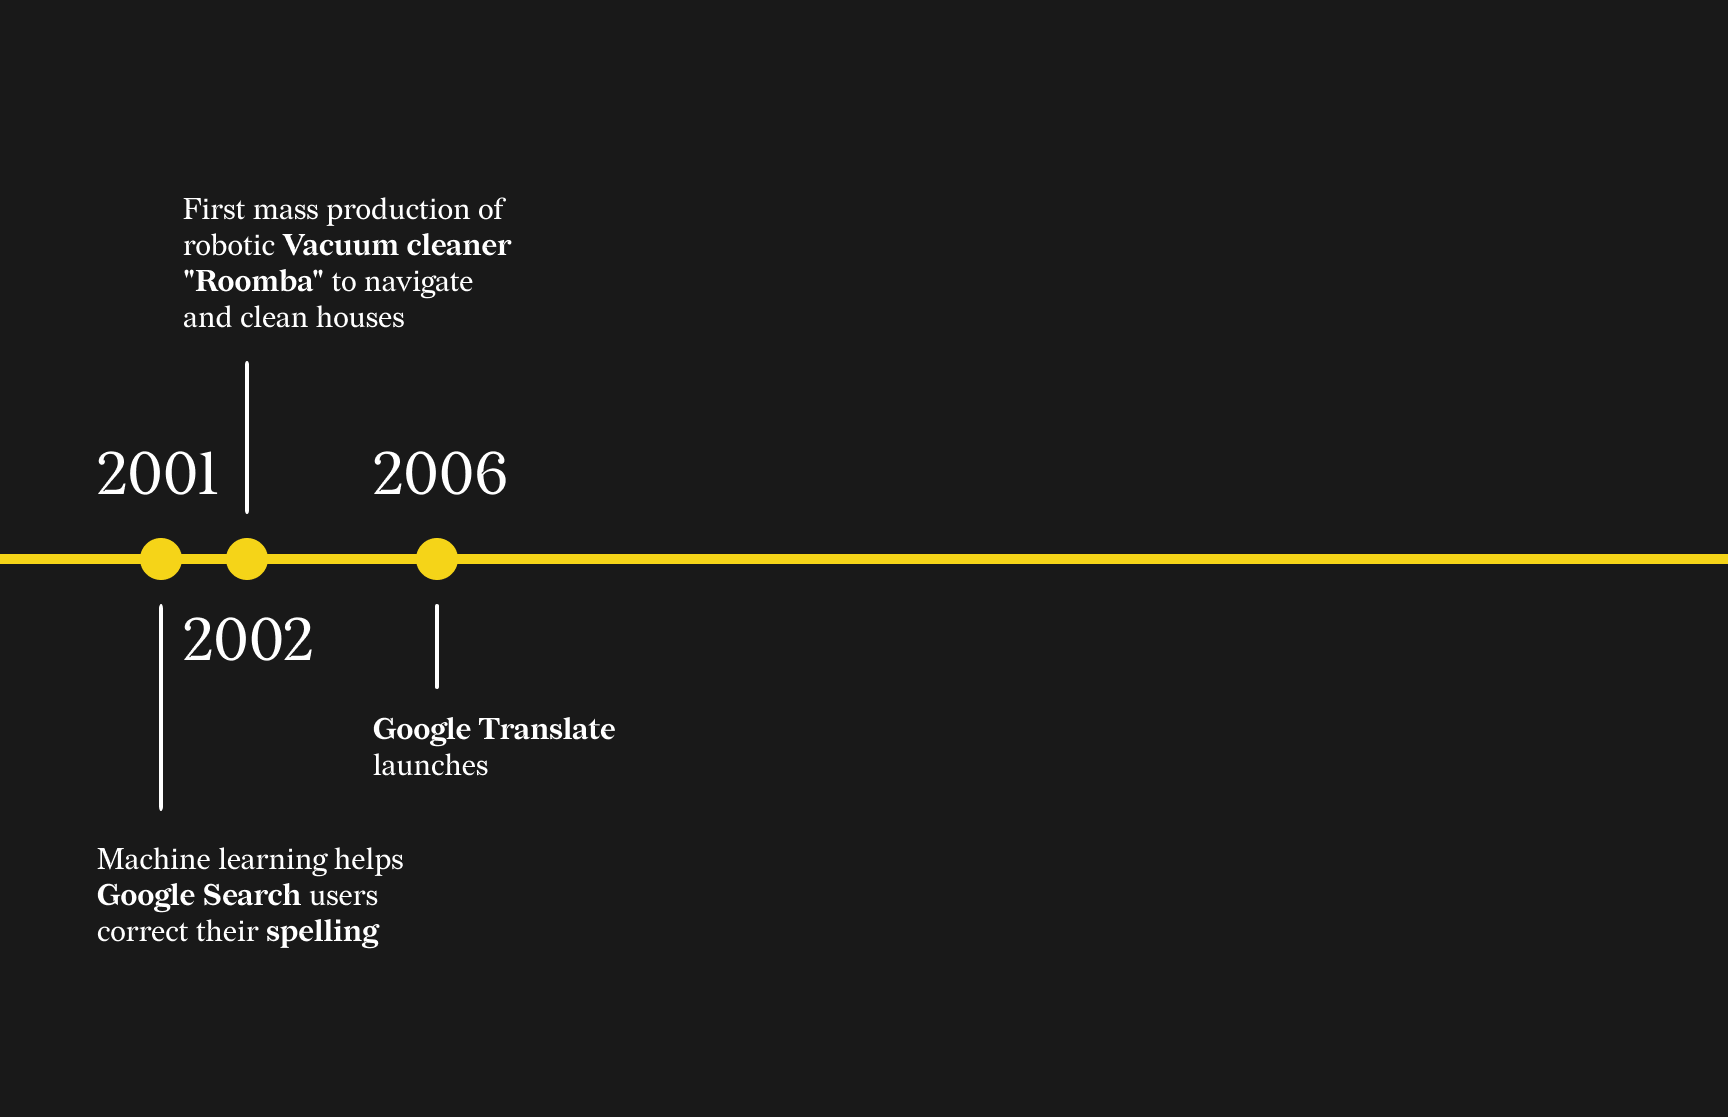 First mass production of
robotic Vacuum cleaner
"Roomba" to navigate
and clean houses
2001
2006
2002
Google Translate
launches
Machine learning helps
Google Search users
correct their spelling